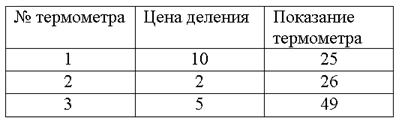 № термометра Цена деления Показание
термометра
1 10 25
2 2 26
3 5 49